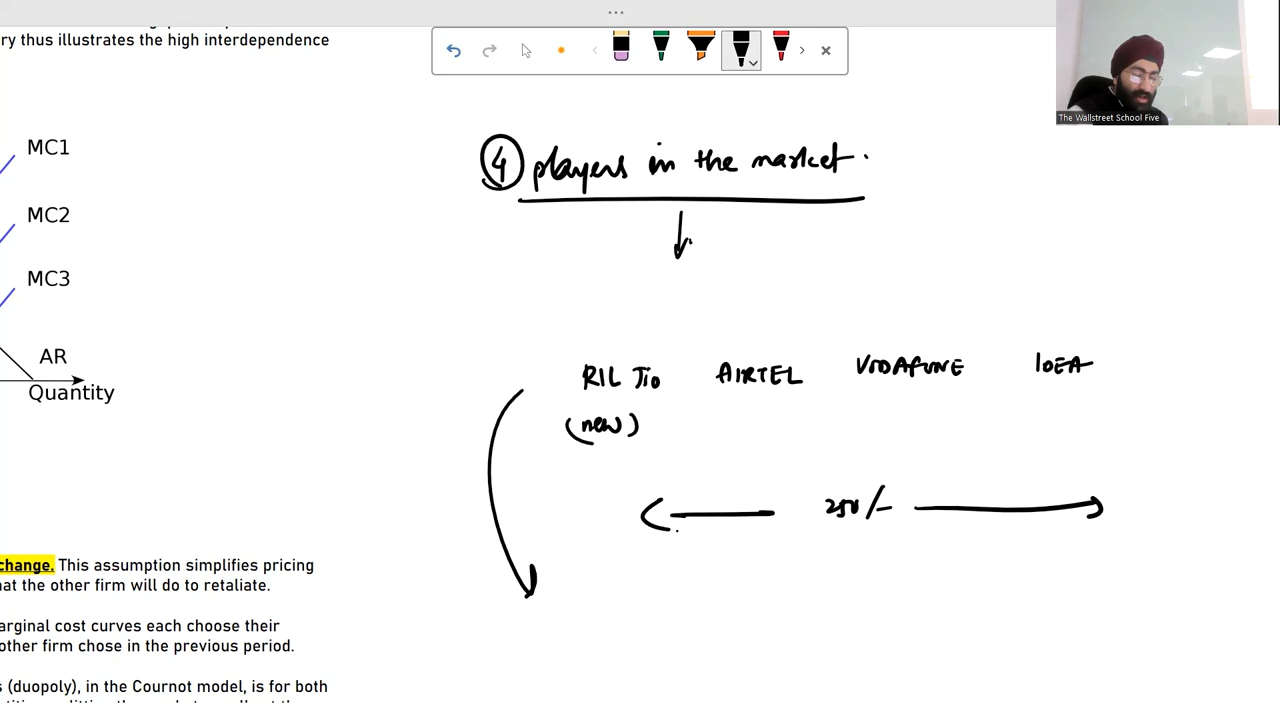 ry thus illustrates the high interdependence
The Wallstreet School Five
MC1
④ players in the market.
MC2
MC3
AR
Quantity
RIL Jio AIRTEL VODAFONE IDEA
(new)
250/-
change. This assumption simplifies pricing
hat the other firm will do to retaliate.
arginal cost curves each choose their
other firm chose in the previous period.
s (duopoly), in the Cournot model, is for both